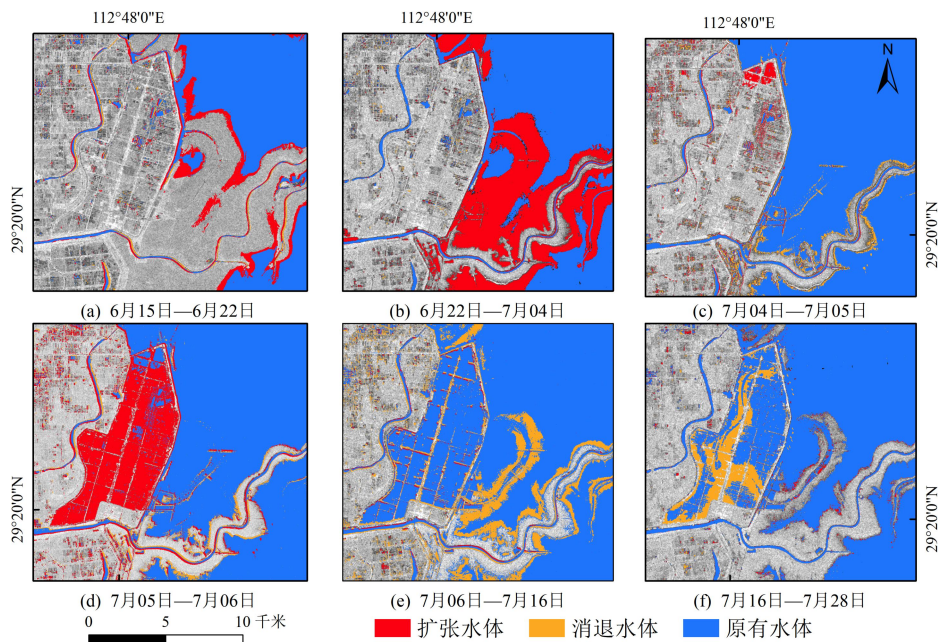 112°48'0"E
112°48'0"E
112°48'0"E
N
29°20'0"N
29°20'0"N
(a) 6月15日—6月22日
(b) 6月22日—7月04日
(c) 7月04日—7月05日
29°20'0"N
29°20'0"N
(d) 7月05日—7月06日
(e) 7月06日—7月16日
(f) 7月16日—7月28日
0 5 10 千米
扩张水体 消退水体 原有水体